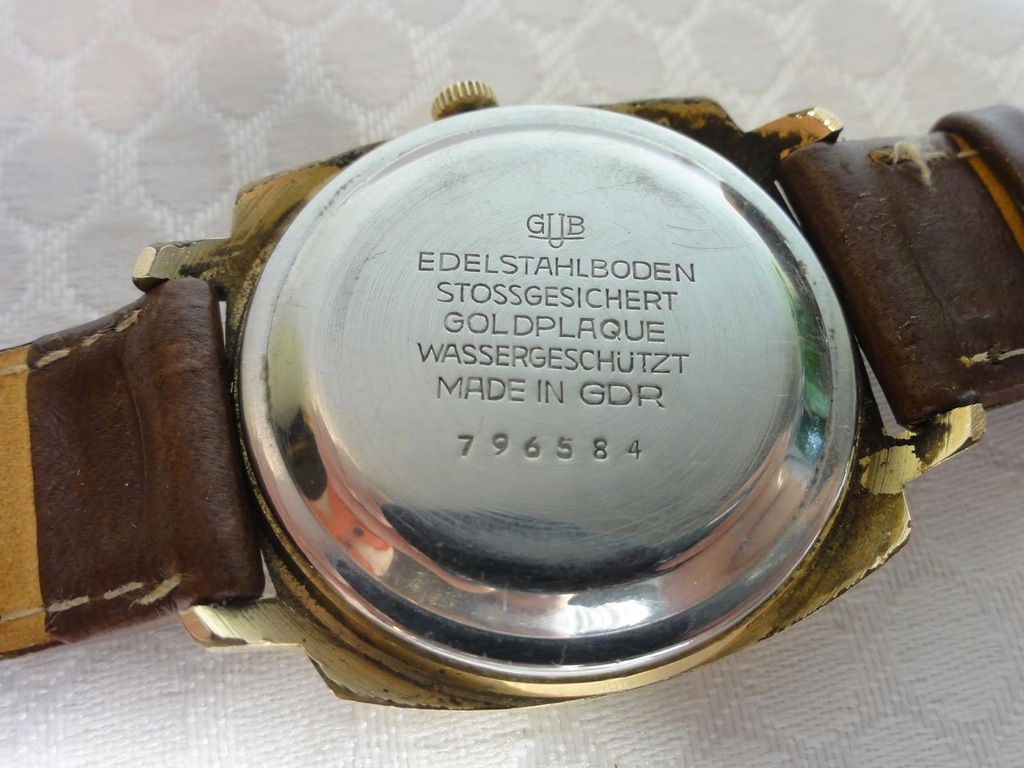 GUB
EDELSTAHLBODEN
STOSSGESICHERT
GOLDPLAQUE
WASSERGESCHÜTZT
MADE IN GDR
796584